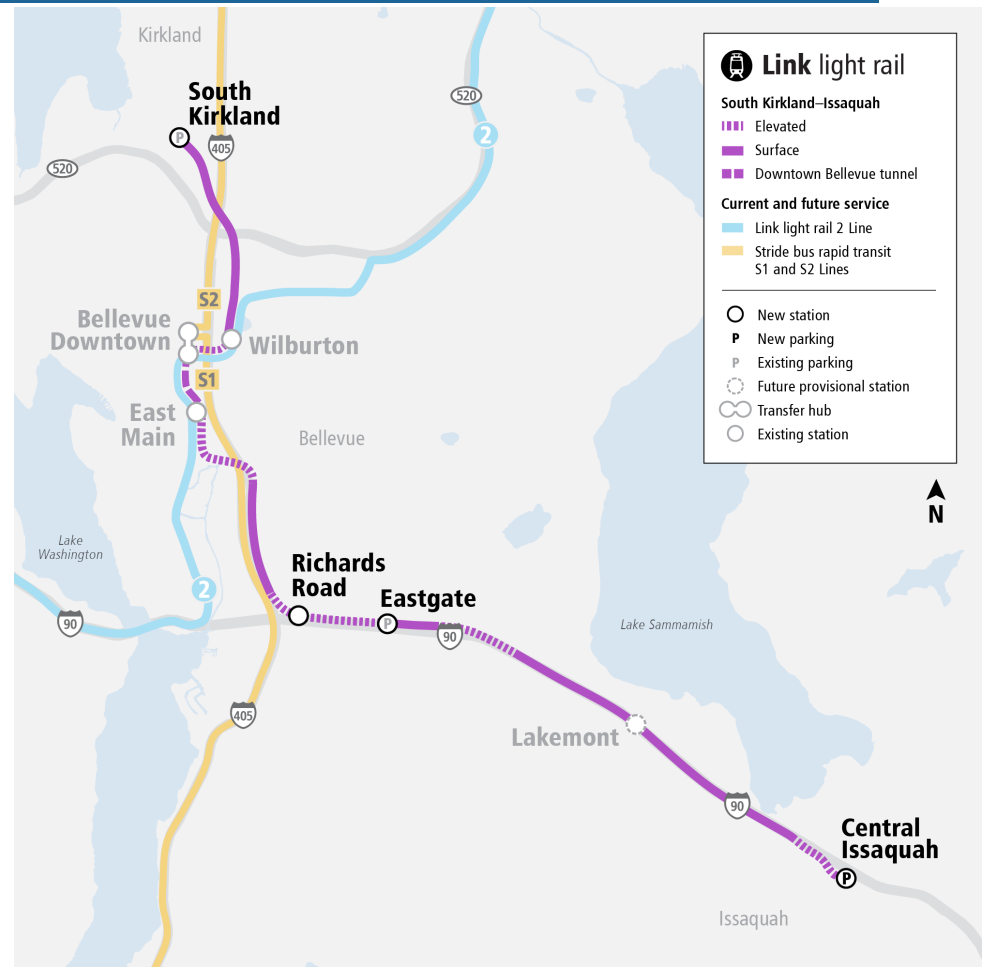 Kirkland
South
Kirkland
P
405
520
520
2
S2
Bellevue
Downtown
Wilburton
S1
East
Main
Bellevue
Lake
Washington
2
90
Richards
Road
Eastgate
P
90
405
Lake Sammamish
Lakemont
90
Central
Issaquah
P
Issaquah
Link light rail
South Kirkland–Issaquah
Elevated
Surface
Downtown Bellevue tunnel
Current and future service
Link light rail 2 Line
Stride bus rapid transit
S1 and S2 Lines
New station
P New parking
P Existing parking
Future provisional station
Transfer hub
Existing station
N